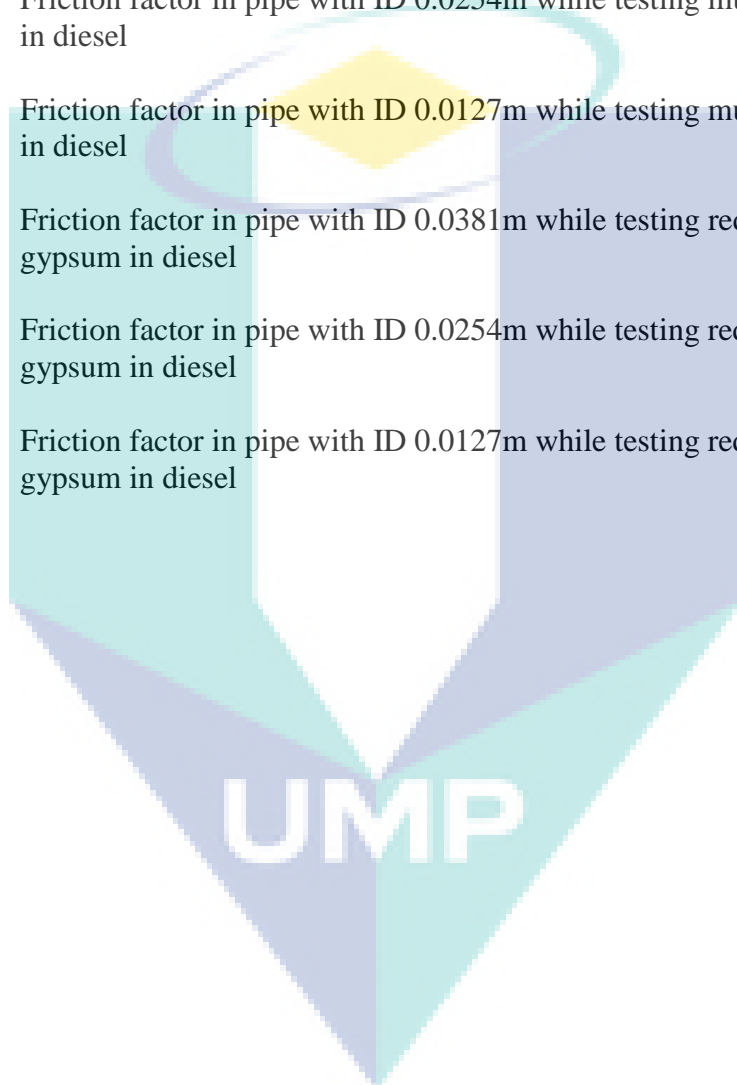 Friction factor in pipe with ID 0.0254m while testing
in diesel
Friction factor in pipe with ID 0.0127m while testing
in diesel
Friction factor in pipe with ID 0.0381m while testing
gypsum in diesel
Friction factor in pipe with ID 0.0254m while testing
gypsum in diesel
Friction factor in pipe with ID 0.0127m while testing
gypsum in diesel
UMP